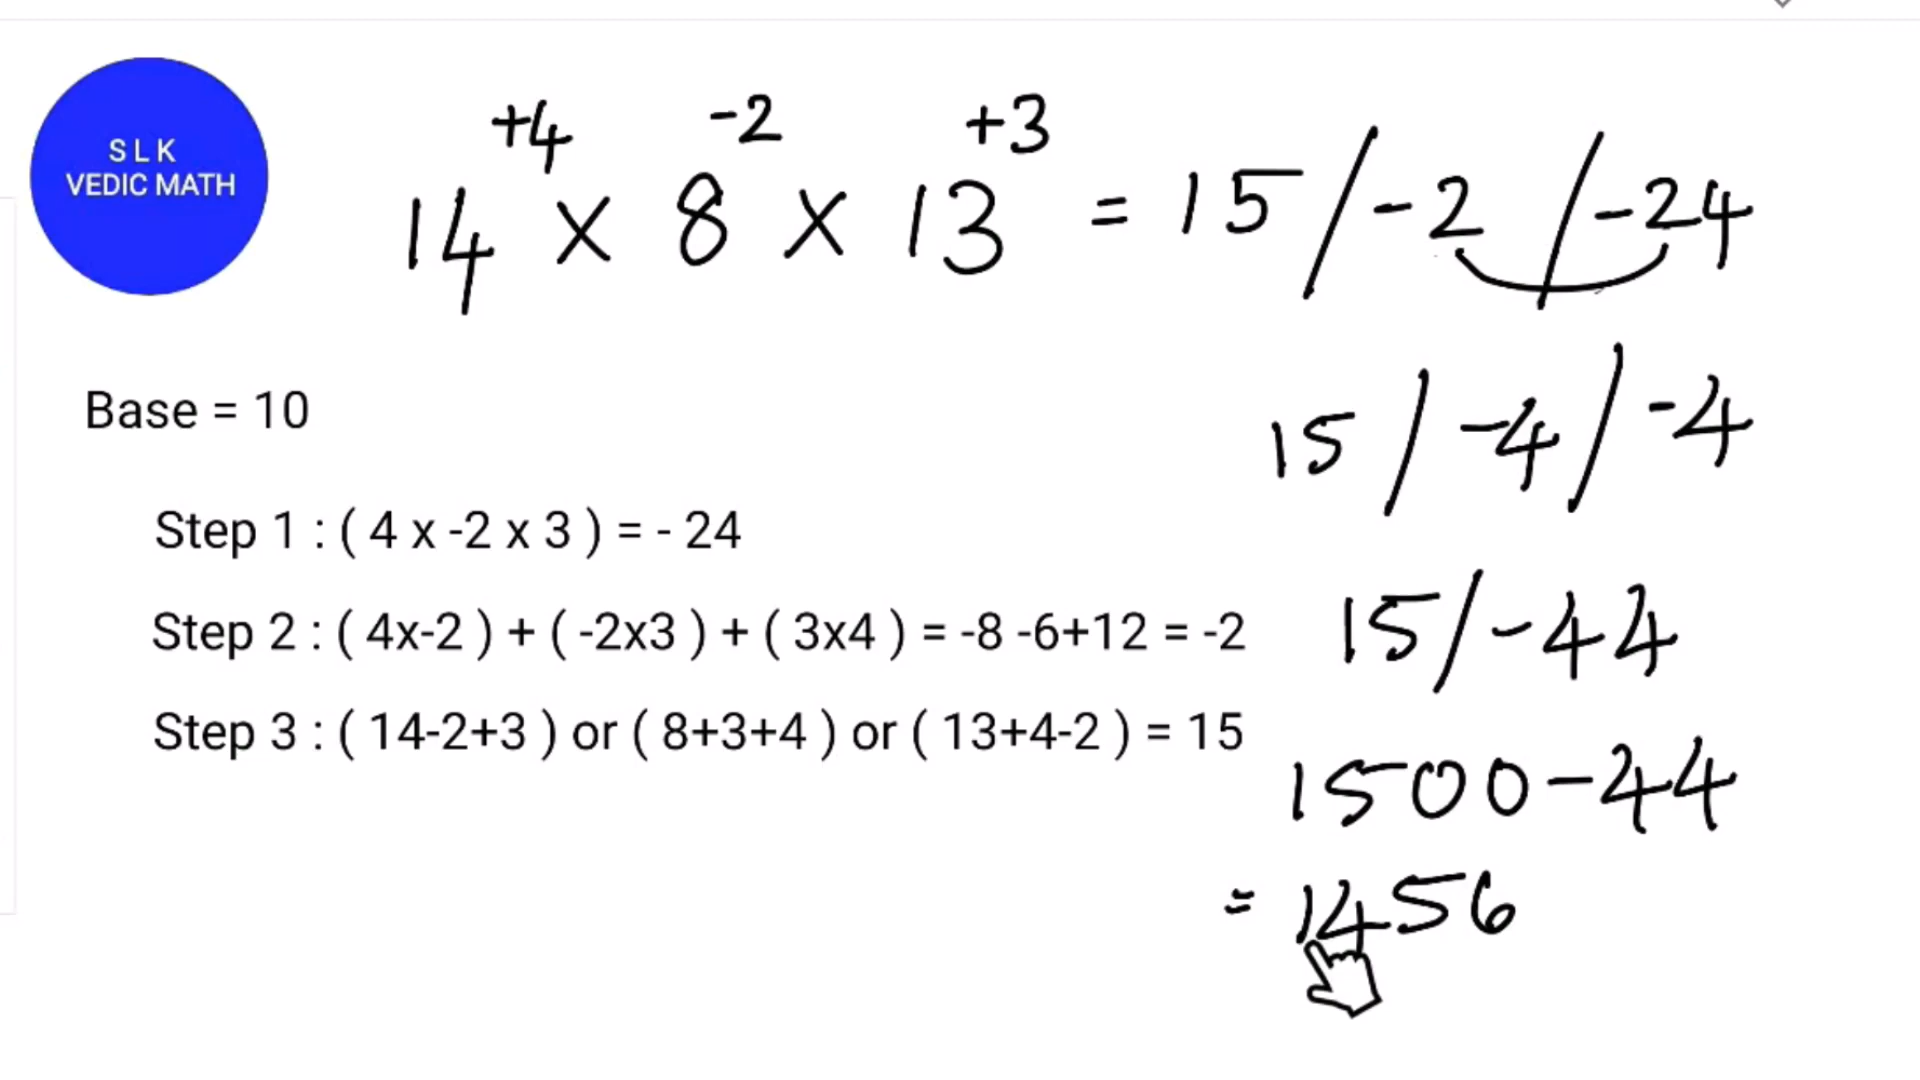 S L K
VEDIC MATH
+4 -2 +3
14 x 8 x 13 = 15 / -2 / -24
Base = 10
15 / -4 / -4
Step 1 : ( 4 x -2 x 3 ) = - 24
Step 2 : ( 4x-2 ) + ( -2x3 ) + ( 3x4 ) = -8 -6+12 = -2
15 / -44
Step 3 : ( 14-2+3 ) or ( 8+3+4 ) or ( 13+4-2 ) = 15
1500-44
= 1456